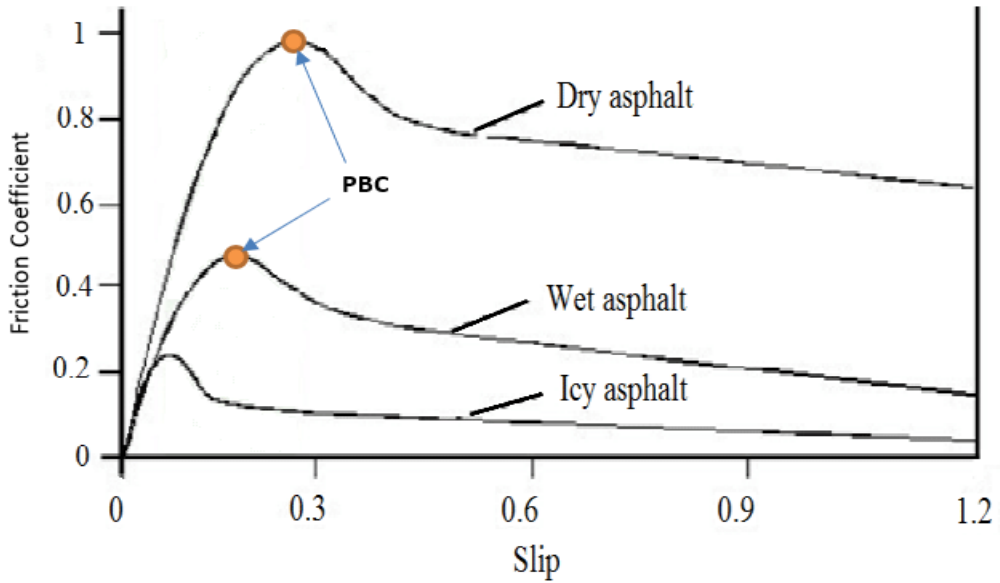 1
0.8
0.6
0.4
0.2
0
Friction Coefficient
Dry asphalt
PBC
Wet asphalt
Icy asphalt
0
0.3
0.6
0.9
1.2
Slip